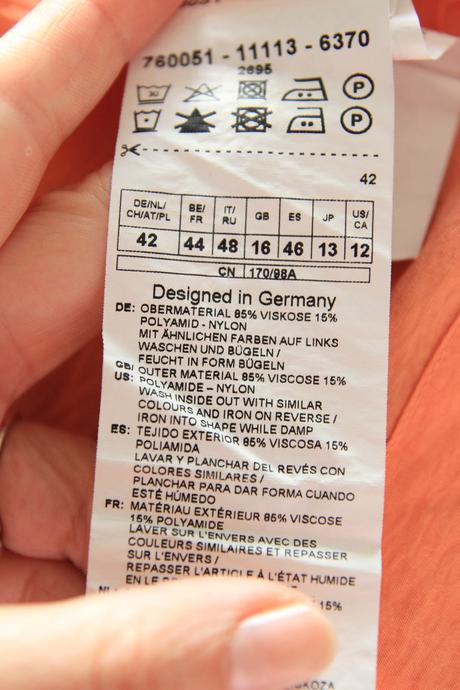 760051 - 11113 - 6370
2695
P
P
42
DE/NL/ CH/AT/PL BE/ FR IT/ RU GB ES JP US/ CA
42 44 48 16 46 13 12
CN 170/98A
Designed in Germany
DE: OBERMATERIAL 85% VISKOSE 15%
POLYAMID - NYLON
MIT ÄHNLICHEN FARBEN AUF LINKS
WASCHEN UND BÜGELN /
FEUCHT IN FORM BÜGELN
GB/ OUTER MATERIAL 85% VISCOSE 15%
US: POLYAMIDE – NYLON
WASH INSIDE OUT WITH SIMILAR
COLOURS AND IRON ON REVERSE /
IRON INTO SHAPE WHILE DAMP
ES: TEJIDO EXTERIOR 85% VISCOSA 15%
POLIAMIDA
LAVAR Y PLANCHAR DEL REVÉS CON
COLORES SIMILARES /
PLANCHAR PARA DAR FORMA CUANDO
ESTÉ HÚMEDO
FR: MATÉRIAU EXTÉRIEUR 85% VISCOSE
15% POLYAMIDE
LAVER SUR L'ENVERS AVEC DES
COULEURS SIMILAIRES ET REPASSER
SUR L'ENVERS /
REPASSER L'ARTICLE À L'ÉTAT HUMIDE
EN LE
15%